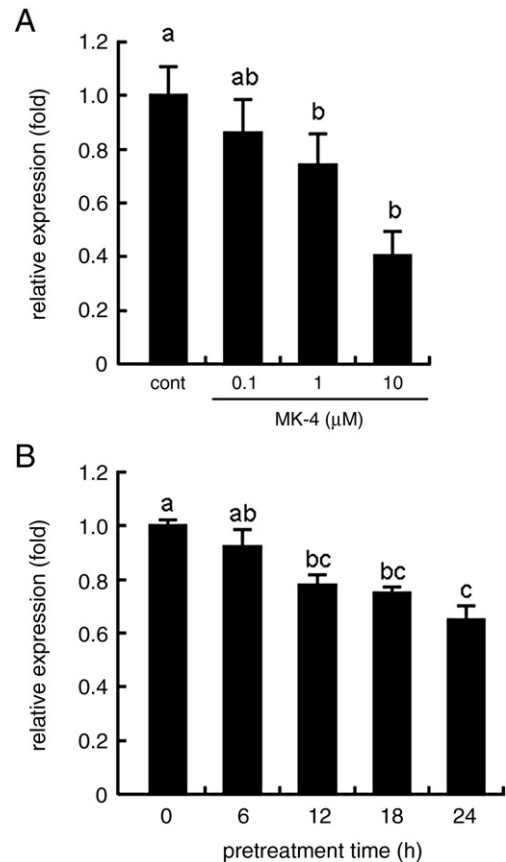 A
relative expression (fold)
1.2
1.0
0.8
0.6
0.4
0.2
0
a
ab
b
b
cont
0.1
1
10
MK-4 (μM)
B
relative expression (fold)
1.2
1.0
0.8
0.6
0.4
0.2
0
a
ab
bc
bc
c
0
6
12
18
24
pretreatment time (h)